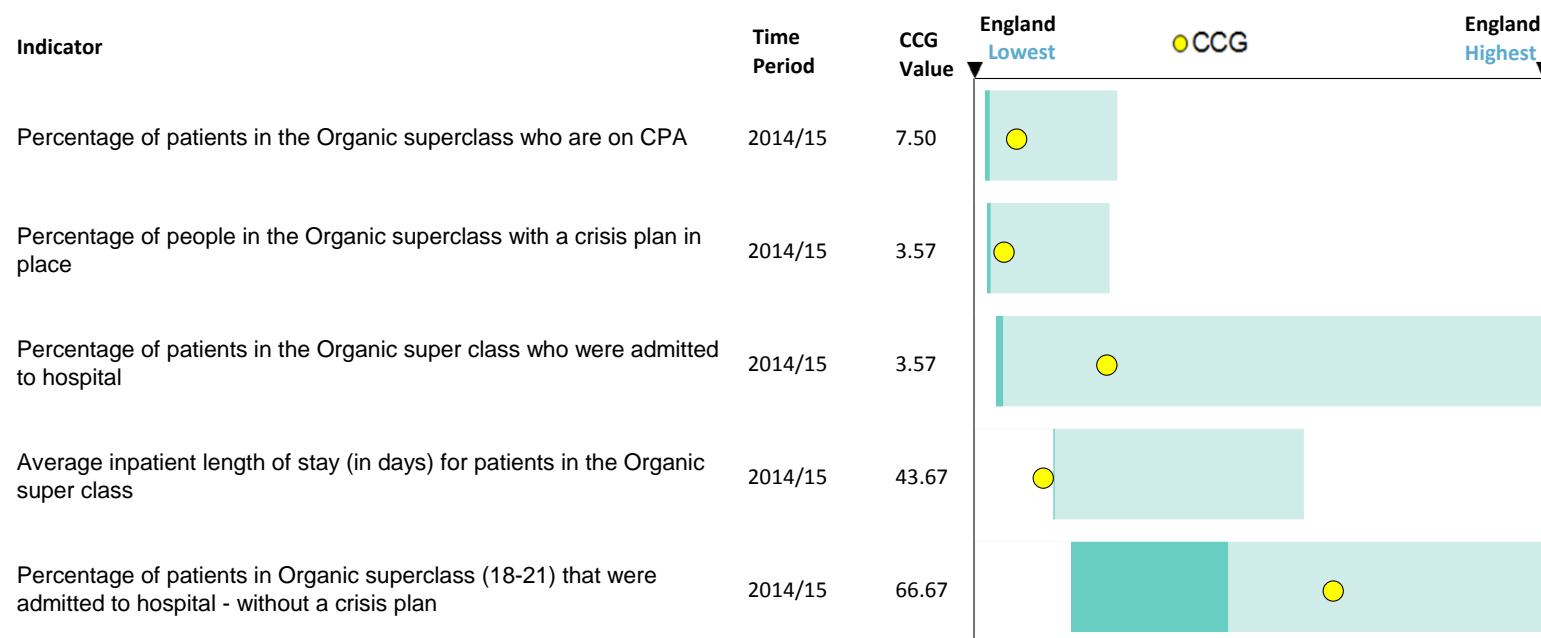 Indicator
Time
Period
CCG
Value
England
Lowest
CCG
England
Highest
Percentage of patients in the Organic superclass who are on CPA
2014/15
7.50
Percentage of people in the Organic superclass with a crisis plan in
place
2014/15
3.57
Percentage of patients in the Organic super class who were admitted
to hospital
2014/15
3.57
Average inpatient length of stay (in days) for patients in the Organic
super class
2014/15
43.67
Percentage of patients in Organic superclass (18-21) that were
admitted to hospital - without a crisis plan
2014/15
66.67